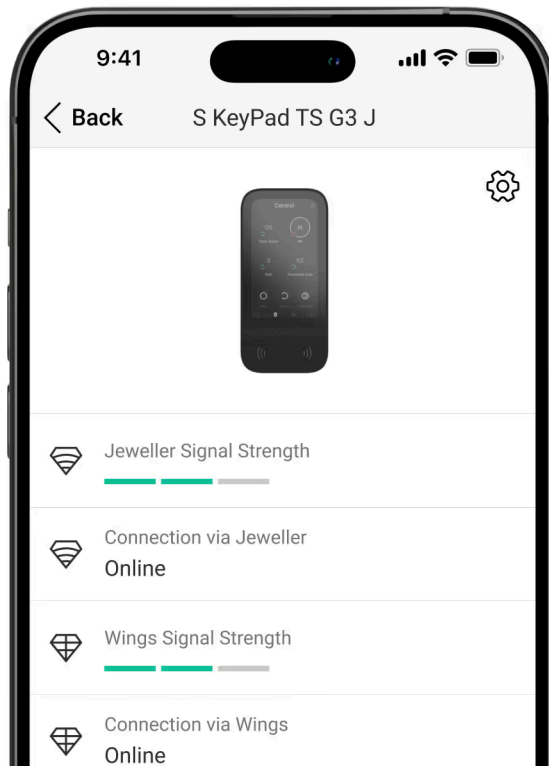 9:41
Back
S KeyPad TS G3 J
Control
Jeweller Signal Strength
Connection via Jeweller
Online
Wings Signal Strength
Connection via Wings
Online